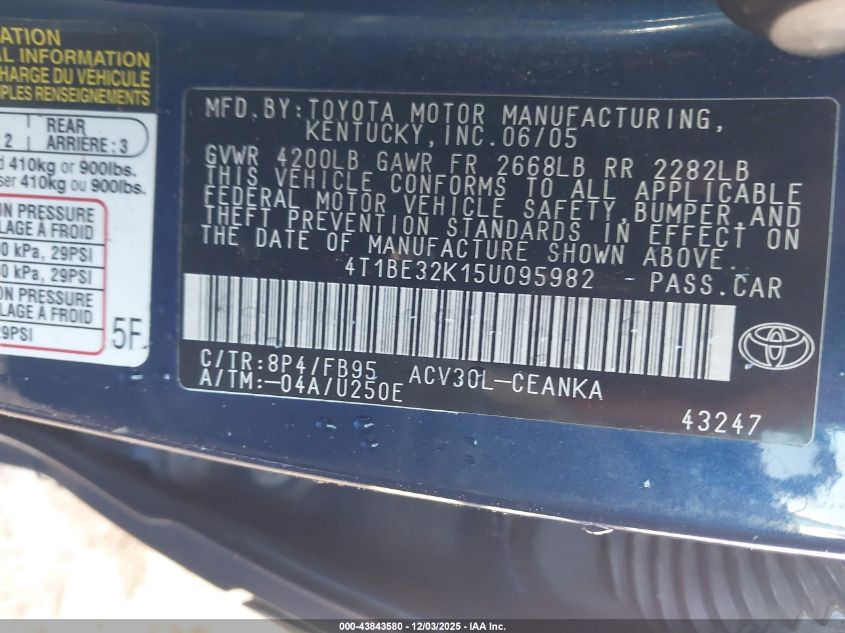 ATION
AL INFORMATION
CHARGE DU VEHICULE
PLES RENSEIGNEMENTS
2
REAR
ARRIÈRE : 3
410kg or 900lbs.
ser 410 kg ou 900lbs.
ON PRESSURE
LAGE À FROID
0 kPa, 29PSI
0 kPa, 29PSI
ON PRESSURE
LAGE À FROID
29PSI
5F
MFD.BY:TOYOTA MOTOR MANUFACTURING,
KENTUCKY,INC.06/05
GVWR 4200LB GAWR FR 2668LB RR 2282LB
THIS VEHICLE CONFORMS TO ALL APPLICABLE
FEDERAL MOTOR VEHICLE SAFETY,BUMPER,AND
THEFT PREVENTION STANDARDS IN EFFECT ON
THE DATE OF MANUFACTURE SHOWN ABOVE.
4T1BE32K15U095982 PASS.CAR
C/TR:8P4/FB95 ACV30L-CEANKA
A/TM:-04A/U250E
43247
000-43843580 - 12/03/2025 - IAA Inc.